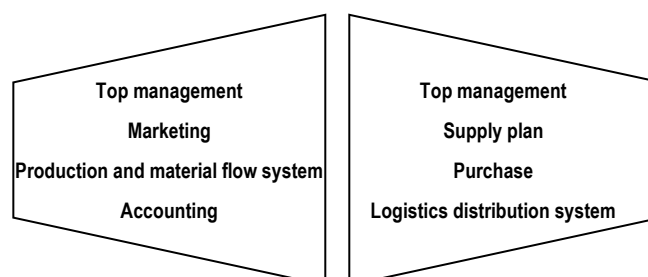 Top management
Marketing
Production and material flow system
Accounting
Top management
Supply plan
Purchase
Logistics distribution system